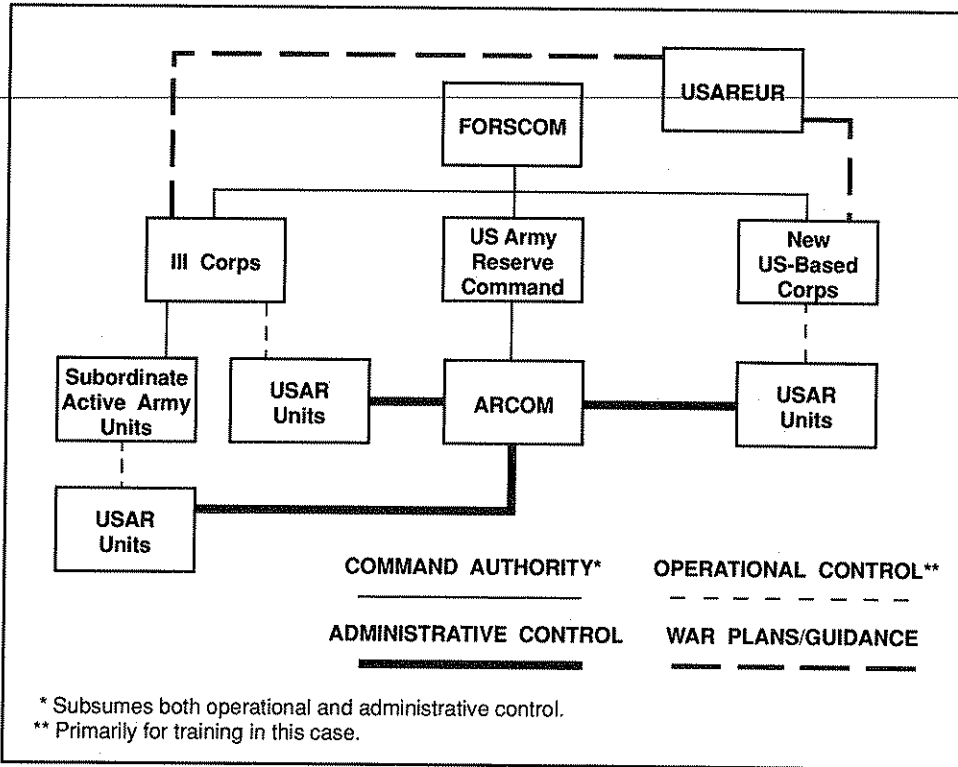 USAREUR
FORSCOM
III Corps
US Army
Reserve
Command
New
US-Based
Corps
Subordinate
Active Army
Units
USAR
Units
ARCOM
USAR
Units
USAR
Units
COMMAND AUTHORITY*
OPERATIONAL CONTROL**
ADMINISTRATIVE CONTROL
WAR PLANS/GUIDANCE
* Subsumes both operational and administrative control.
** Primarily for training in this case.